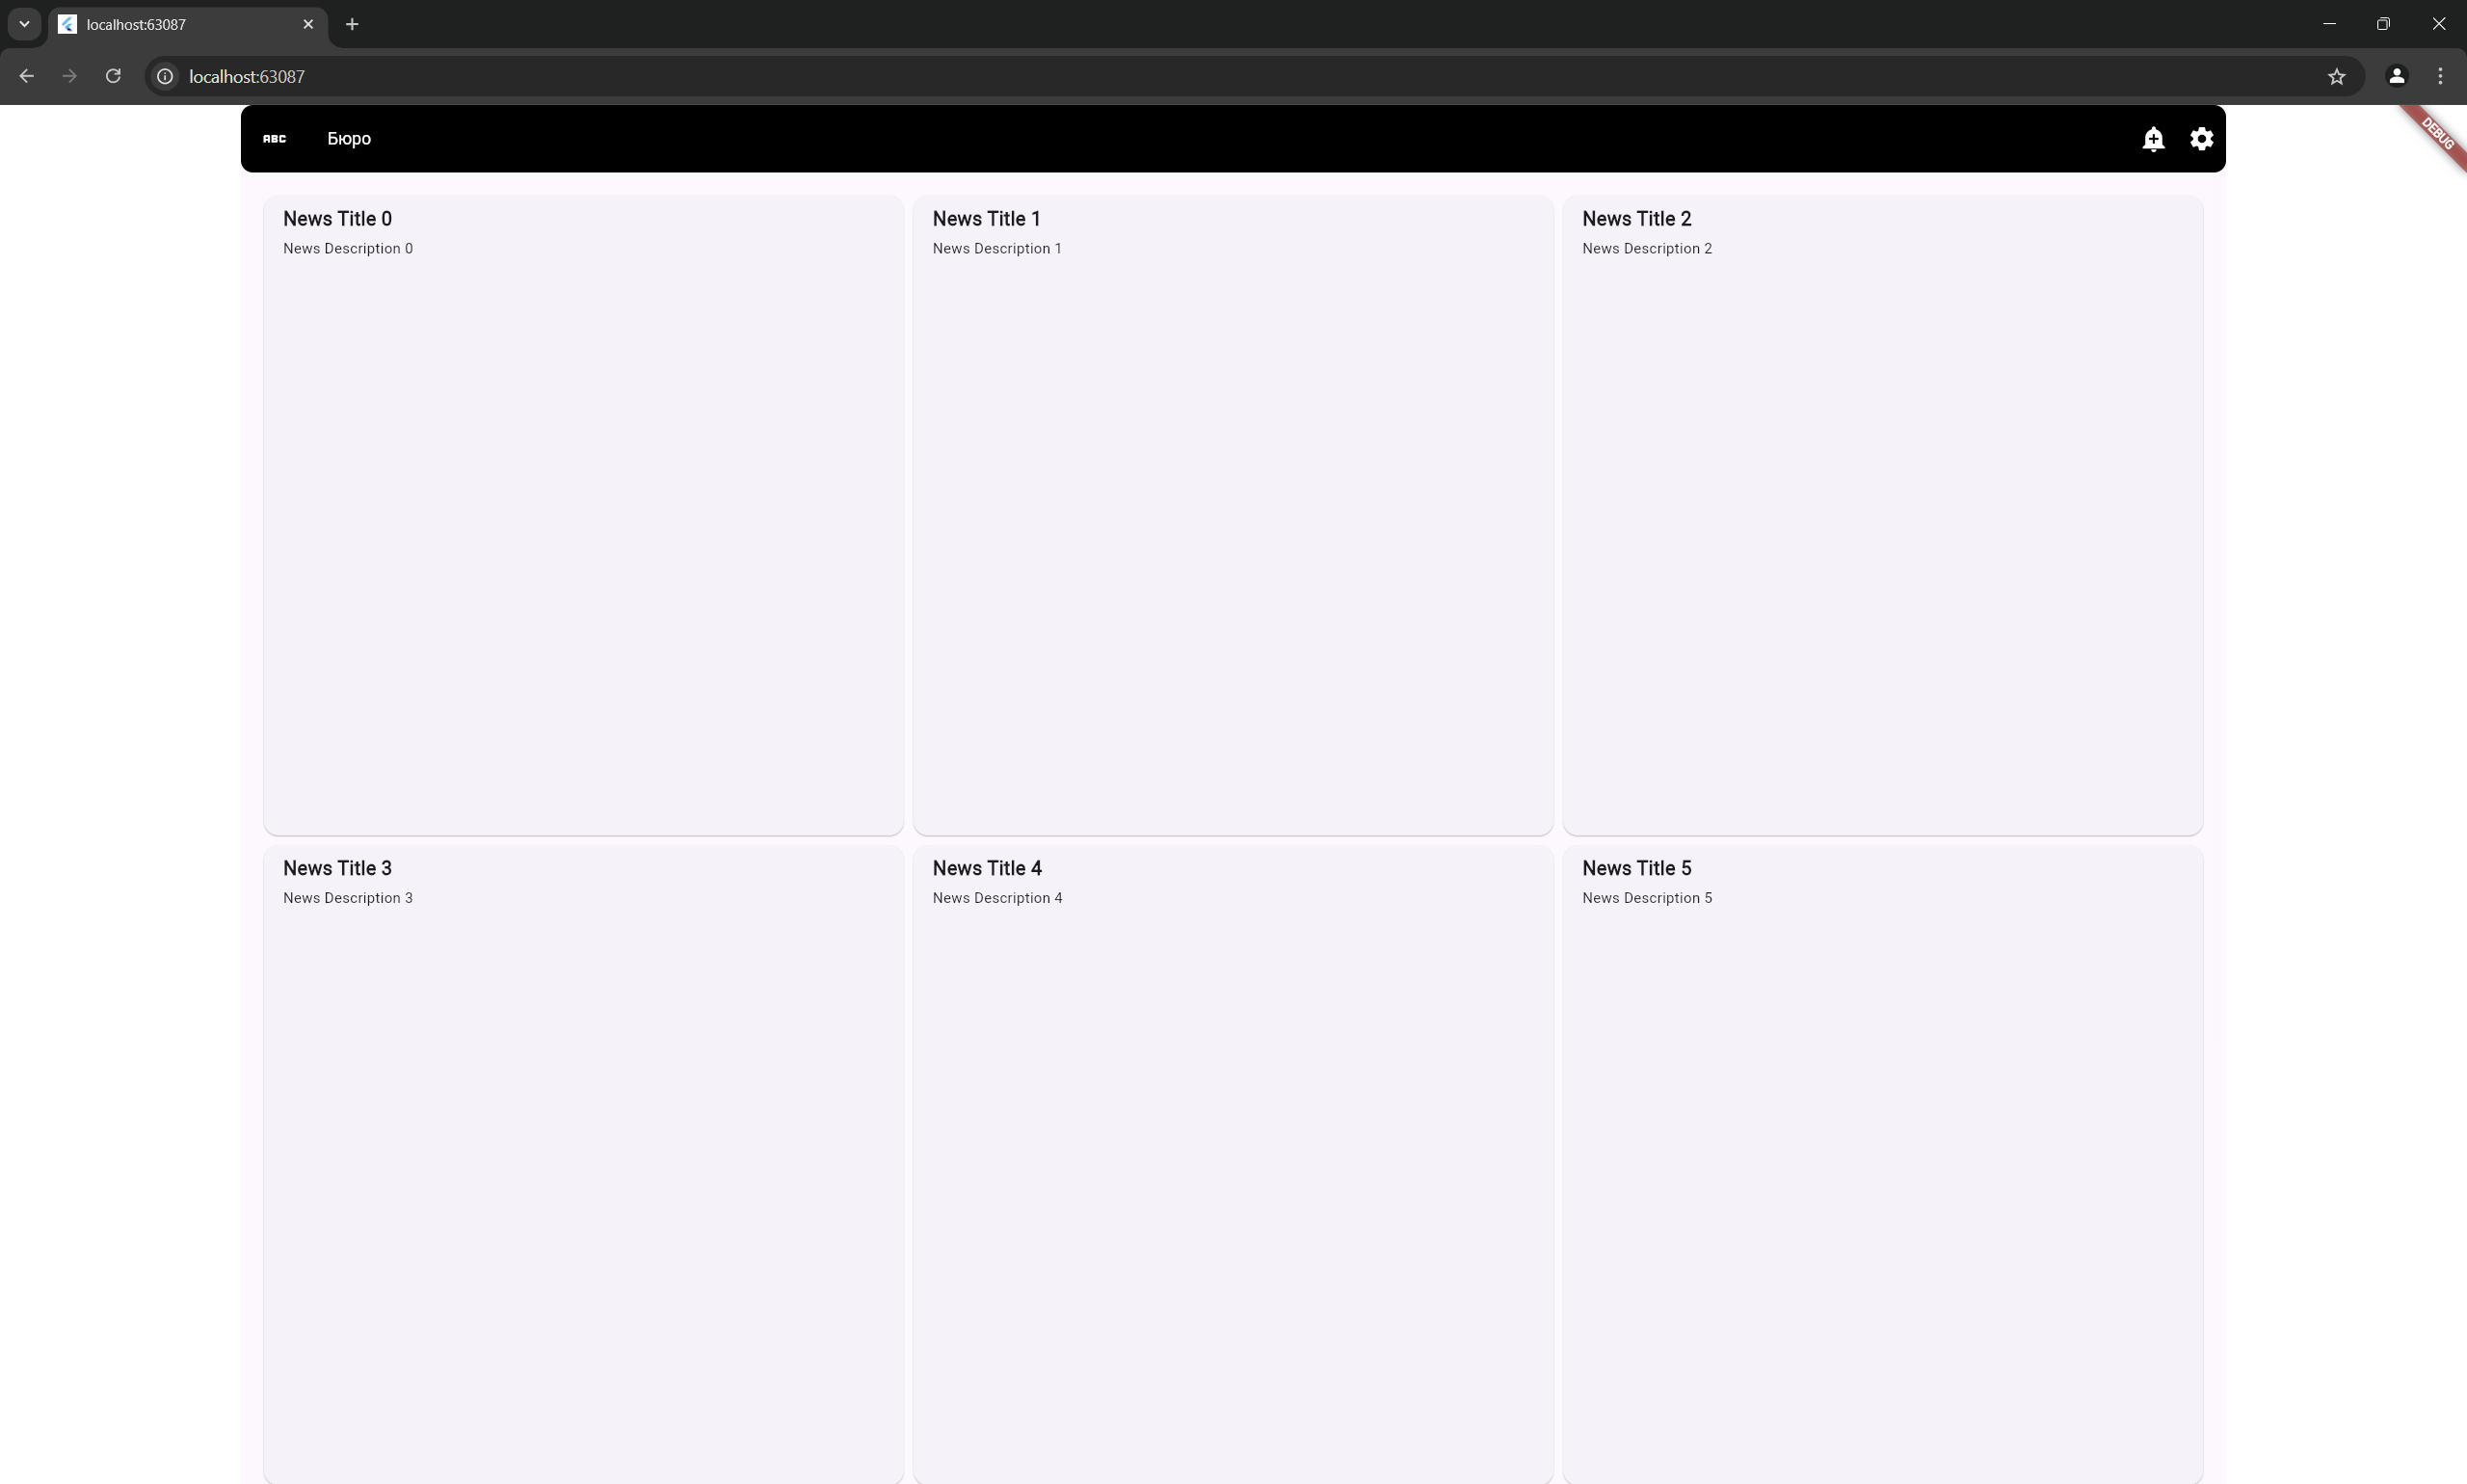 localhost:63087
localhost:63087
ABC Бюро
DEBUG
News Title 0
News Description 0
News Title 1
News Description 1
News Title 2
News Description 2
News Title 3
News Description 3
News Title 4
News Description 4
News Title 5
News Description 5